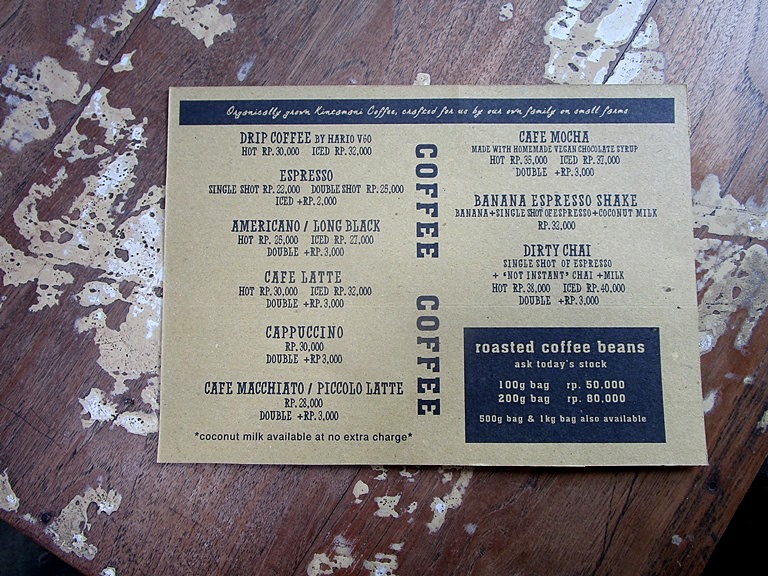 Organically grown Kintamani Coffee, crafted for us by our own family on small farms
DRIP COFFEE BY HARIO V60
HOT RP.30,000 ICED RP.32,000
ESPRESSO
SINGLE SHOT RP.22,000 DOUBLE SHOT RP.25,000
ICED +RP.2,000
AMERICANO / LONG BLACK
HOT RP.25,000 ICED RP.27,000
DOUBLE +RP.3,000
CAFE LATTE
HOT RP.30,000 ICED RP.32,000
DOUBLE +RP.3,000
CAPPUCCINO
RP.30,000
DOUBLE +RP3,000
CAFE MACCHIATO / PICCOLO LATTE
RP.28,000
DOUBLE +RP.3,000
*coconut milk available at no extra charge*
COFFEE COFFEE
CAFE MOCHA
MADE WITH HOMEMADE VEGAN CHOCOLATE SYRUP
HOT RP.35,000 ICED RP.37,000
DOUBLE +RP.3,000
BANANA ESPRESSO SHAKE
BANANA+SINGLE SHOT OF ESPRESSO+COCONUT MILK
RP.32,000
DIRTY CHAI
SINGLE SHOT OF ESPRESSO
+ "NOT INSTANT" CHAI +MILK
HOT RP.38,000 ICED RP.40,000
DOUBLE +RP.3,000
roasted coffee beans
ask today's stock
100g bag rp. 50.000
200g bag rp. 80.000
500g bag & 1kg bag also available